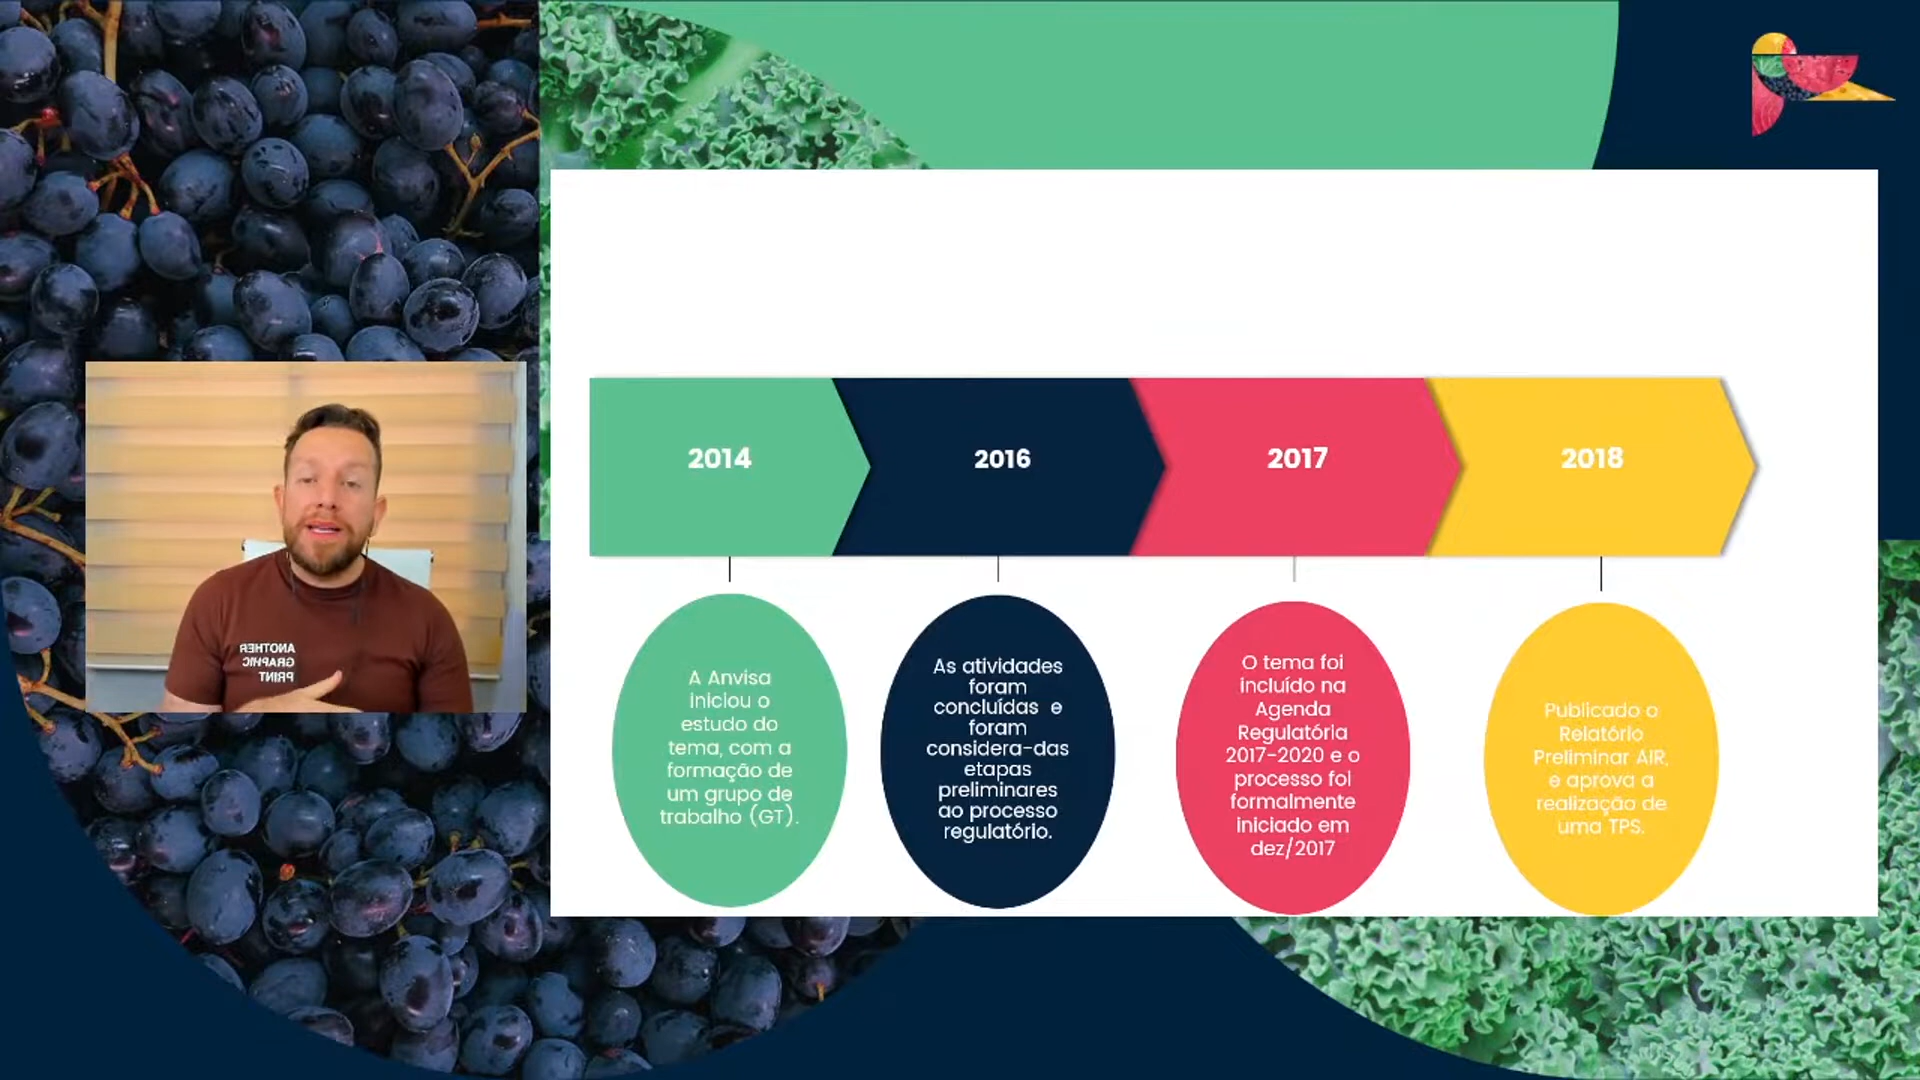 2014
2016
2017
2018
A Anvisa
iniciou o
estudo do
tema, com a
formação de
um grupo de
trabalho (GT).
As atividades
foram
concluídas e
foram
considera-das
etapas
preliminares
ao processo
regulatório.
O tema foi
incluído na
Agenda
Regulatória
2017-2020 e o
processo foi
formalmente
iniciado em
dez/2017
Publicado o
Relatório
Preliminar AIR,
e aprova a
realização de
uma TPS.
ANOTHER
GRAPHIC
PRINT